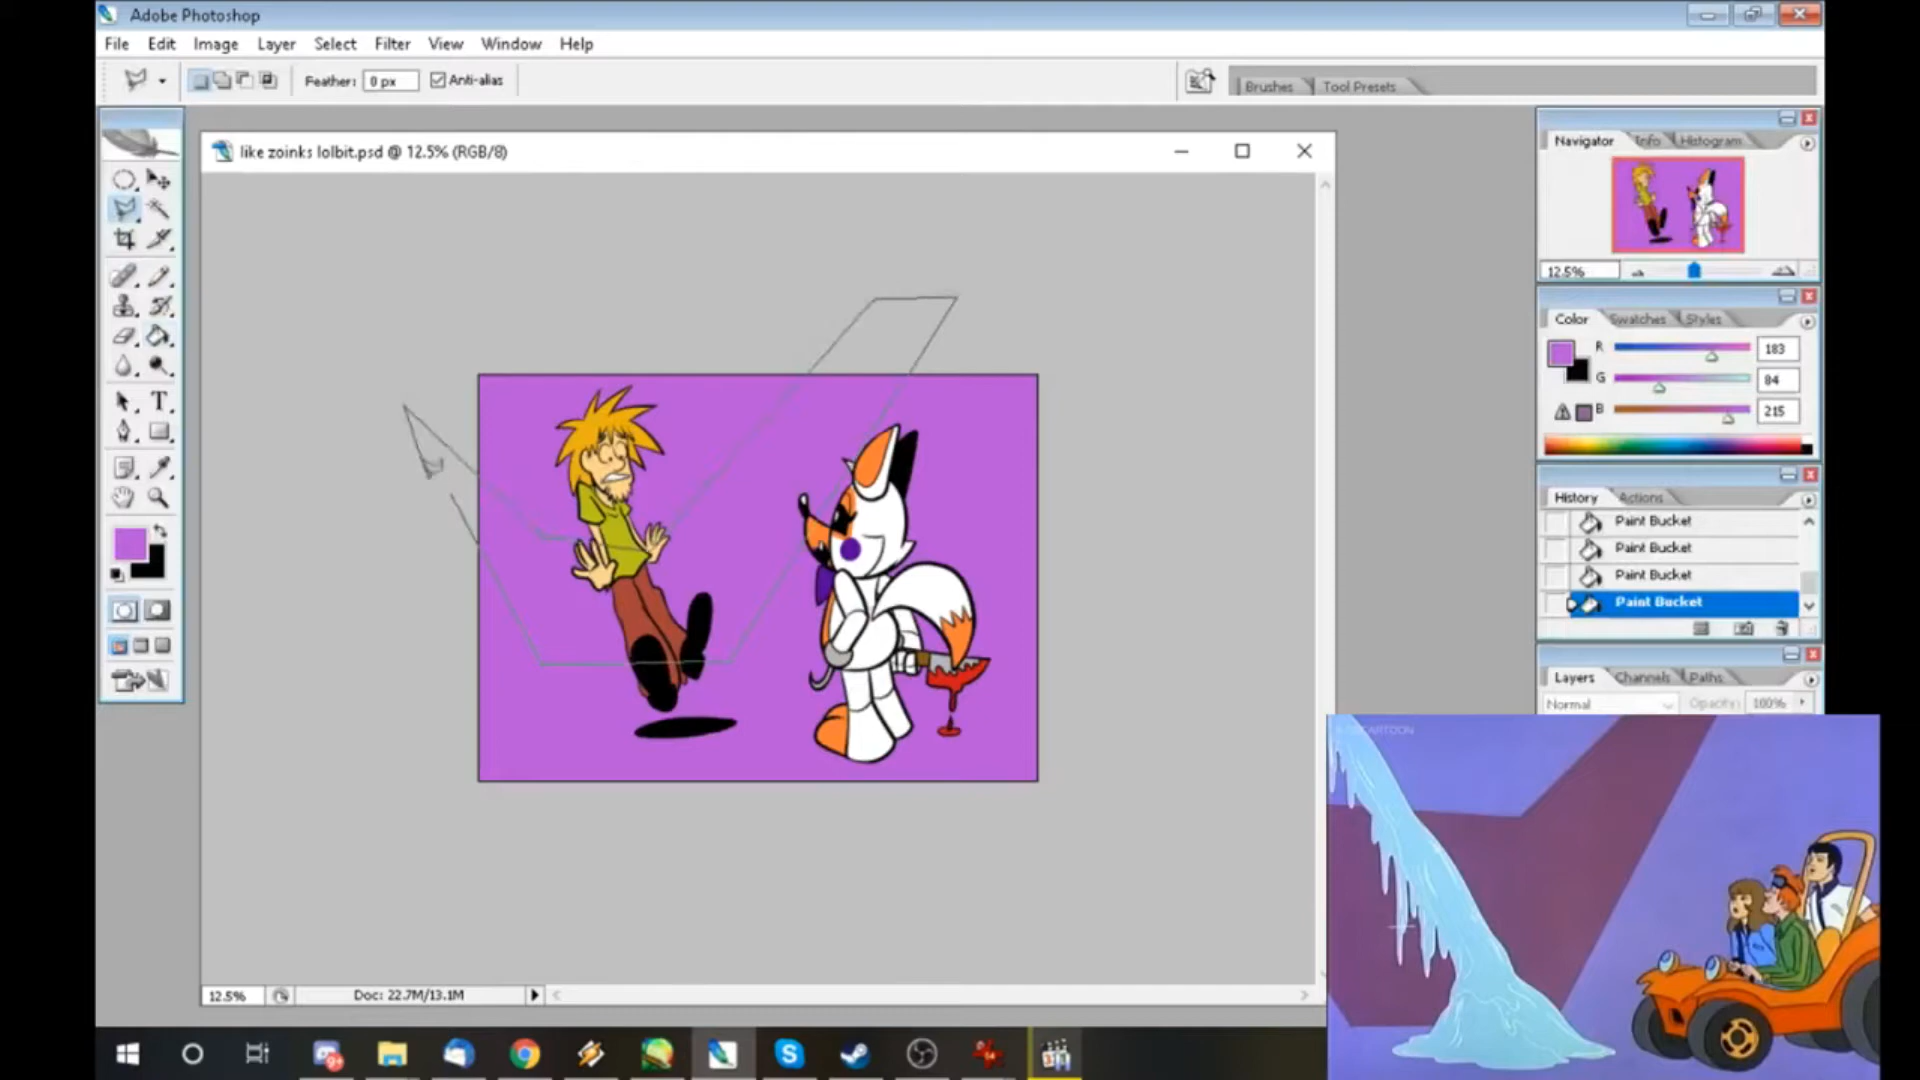 Adobe Photoshop
File Edit Image Layer Select Filter View Window Help
Feather: 0 px Anti-alias
Brushes Tool Presets
like zoinks lolbit.psd @ 12.5% (RGB/8)
Navigator Info Histogram
12.5%
Color Swatches Styles
R 183
G 84
B 215
History Actions
Paint Bucket
Paint Bucket
Paint Bucket
Paint Bucket
Layers Channels Paths
Normal Opacity: 100%
12.5% Doc: 22.7M/13.1M